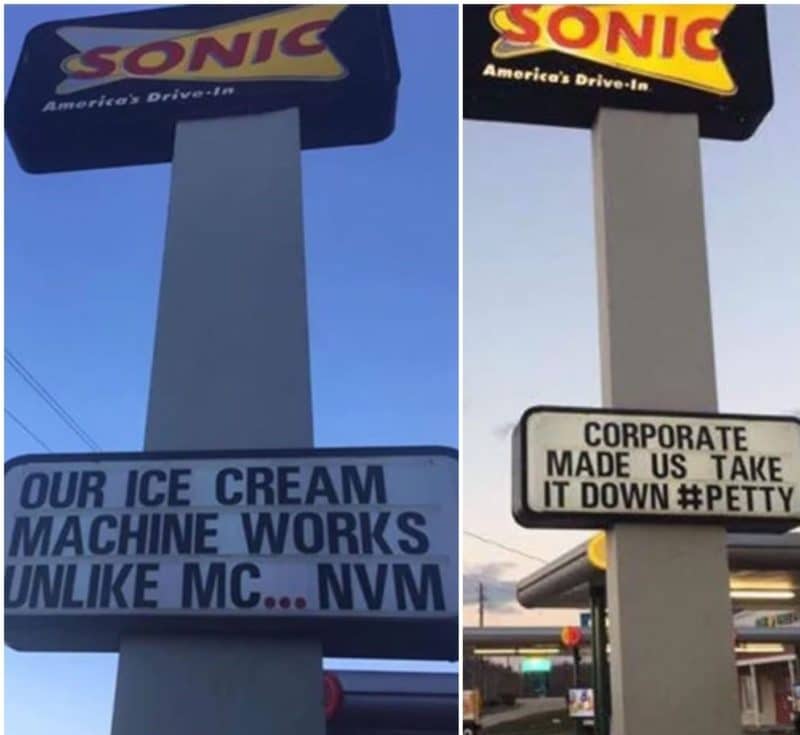 SONIC
America's Drive-In
OUR ICE CREAM
MACHINE WORKS
UNLIKE MC...NVM
SONIC
America's Drive-In
CORPORATE
MADE US TAKE
IT DOWN #PETTY